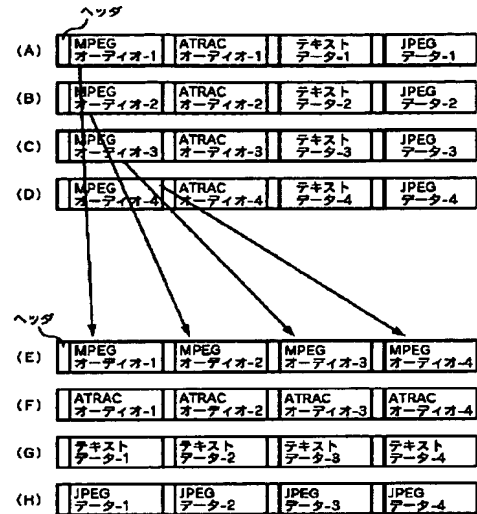 ヘッダ
(A) MPEG オーディオ-1 ATRAC オーディオ-1 テキスト データ-1 JPEG データ-1
(B) MPEG オーディオ-2 ATRAC オーディオ-2 テキスト データ-2 JPEG データ-2
(C) MPEG オーディオ-3 ATRAC オーディオ-3 テキスト データ-3 JPEG データ-3
(D) MPEG オーディオ-4 ATRAC オーディオ-4 テキスト データ-4 JPEG データ-4
ヘッダ
(E) MPEG オーディオ-1 MPEG オーディオ-2 MPEG オーディオ-3 MPEG オーディオ-4
(F) ATRAC オーディオ-1 ATRAC オーディオ-2 ATRAC オーディオ-3 ATRAC オーディオ-4
(G) テキスト データ-1 テキスト データ-2 テキスト データ-3 テキスト データ-4
(H) JPEG データ-1 JPEG データ-2 JPEG データ-3 JPEG データ-4